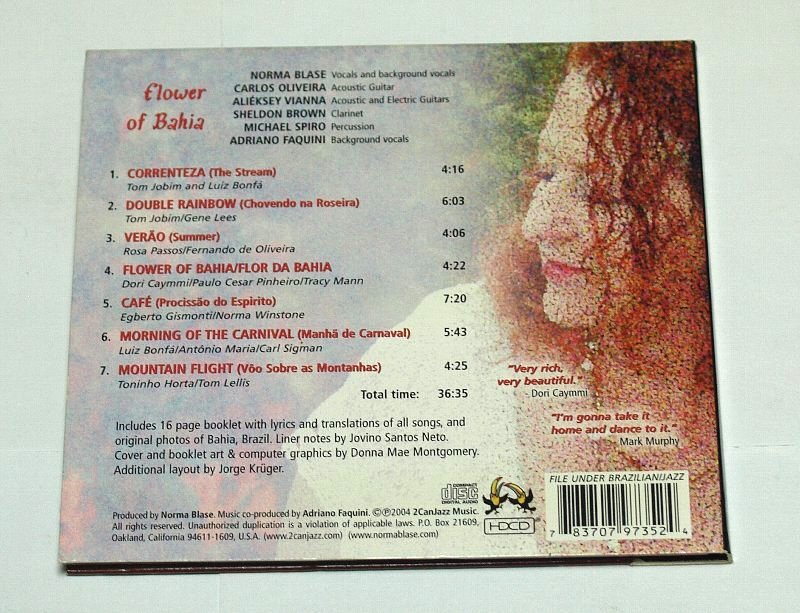 flower
of Bahia
NORMA BLASE Vocals and background vocals
CARLOS OLIVEIRA Acoustic Guitar
ALIÉKSEY VIANNA Acoustic and Electric Guitars
SHELDON BROWN Clarinet
MICHAEL SPIRO Percussion
ADRIANO FAQUINI Background vocals
1. CORRENTEZA (The Stream) 4:16
Tom Jobim and Luiz Bonfá
2. DOUBLE RAINBOW (Chovendo na Roseira) 6:03
Tom Jobim/Gene Lees
3. VERÃO (Summer) 4:06
Rosa Passos/Fernando de Oliveira
4. FLOWER OF BAHIA/FLOR DA BAHIA 4:22
Dori Caymmi/Paulo Cesar Pinheiro/Tracy Mann
5. CAFÉ (Procissão do Espirito) 7:20
Egberto Gismonti/Norma Winstone
6. MORNING OF THE CARNIVAL (Manhã de Carnaval) 5:43
Luiz Bonfá/Antônio Maria/Carl Sigman
7. MOUNTAIN FLIGHT (Vôo Sobre as Montanhas) 4:25
Toninho Horta/Tom Lellis
Total time: 36:35
"Very rich,
very beautiful."
- Dori Caymmi
"I'm gonna take it
home and dance to it."
- Mark Murphy
Includes 16 page booklet with lyrics and translations of all songs, and
original photos of Bahia, Brazil. Liner notes by Jovino Santos Neto.
Cover and booklet art & computer graphics by Donna Mae Montgomery.
Additional layout by Jorge Krüger.
COMPACT
disc
DIGITAL AUDIO
HDCD
FILE UNDER BRAZILIAN/JAZZ
7 83707 97352 4
Produced by Norma Blase. Music co-produced by Adriano Faquini. ©℗2004 2CanJazz Music.
All rights reserved. Unauthorized duplication is a violation of applicable laws. P.O. Box 21609,
Oakland, California 94611-1609, U.S.A. (www.2canjazz.com) (www.normablase.com)